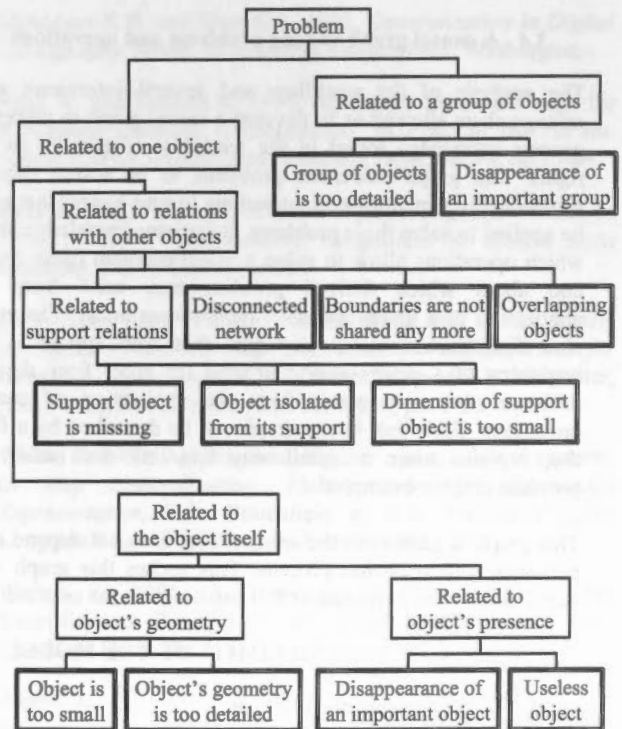 Problem
Related to a group of objects
Related to one object
Group of objects
is too detailed
Disappearance of
an important group
Related to relations
with other objects
Related to
support relations
Disconnected
network
Boundaries are not
shared any more
Overlapping
objects
Support object
is missing
Object isolated
from its support
Dimension of support
object is too small
Related to
the object itself
Related to
object's geometry
Related to
object's presence
Object is
too small
Object's geometry
is too detailed
Disappearance of
an important object
Useless
object